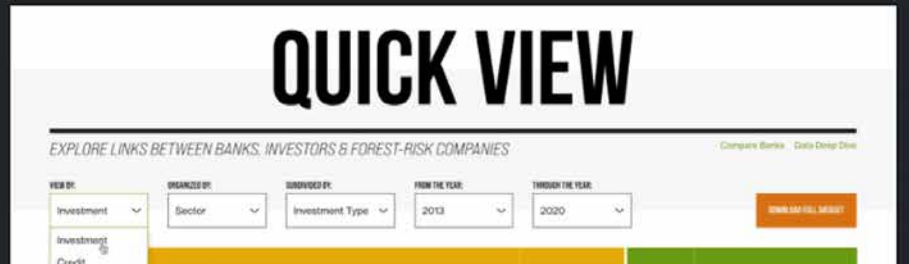 QUICK VIEW
EXPLORE LINKS BETWEEN BANKS, INVESTORS & FOREST-RISK COMPANIES
Compare Banks Data Deep Dive
VIEW BY: ORGANIZED BY: SUBDIVIDED BY: FROM THE YEAR: THROUGH THE YEAR:
Investment Sector Investment Type 2013 2020 DOWNLOAD FULL DATASET
Investment
Credit